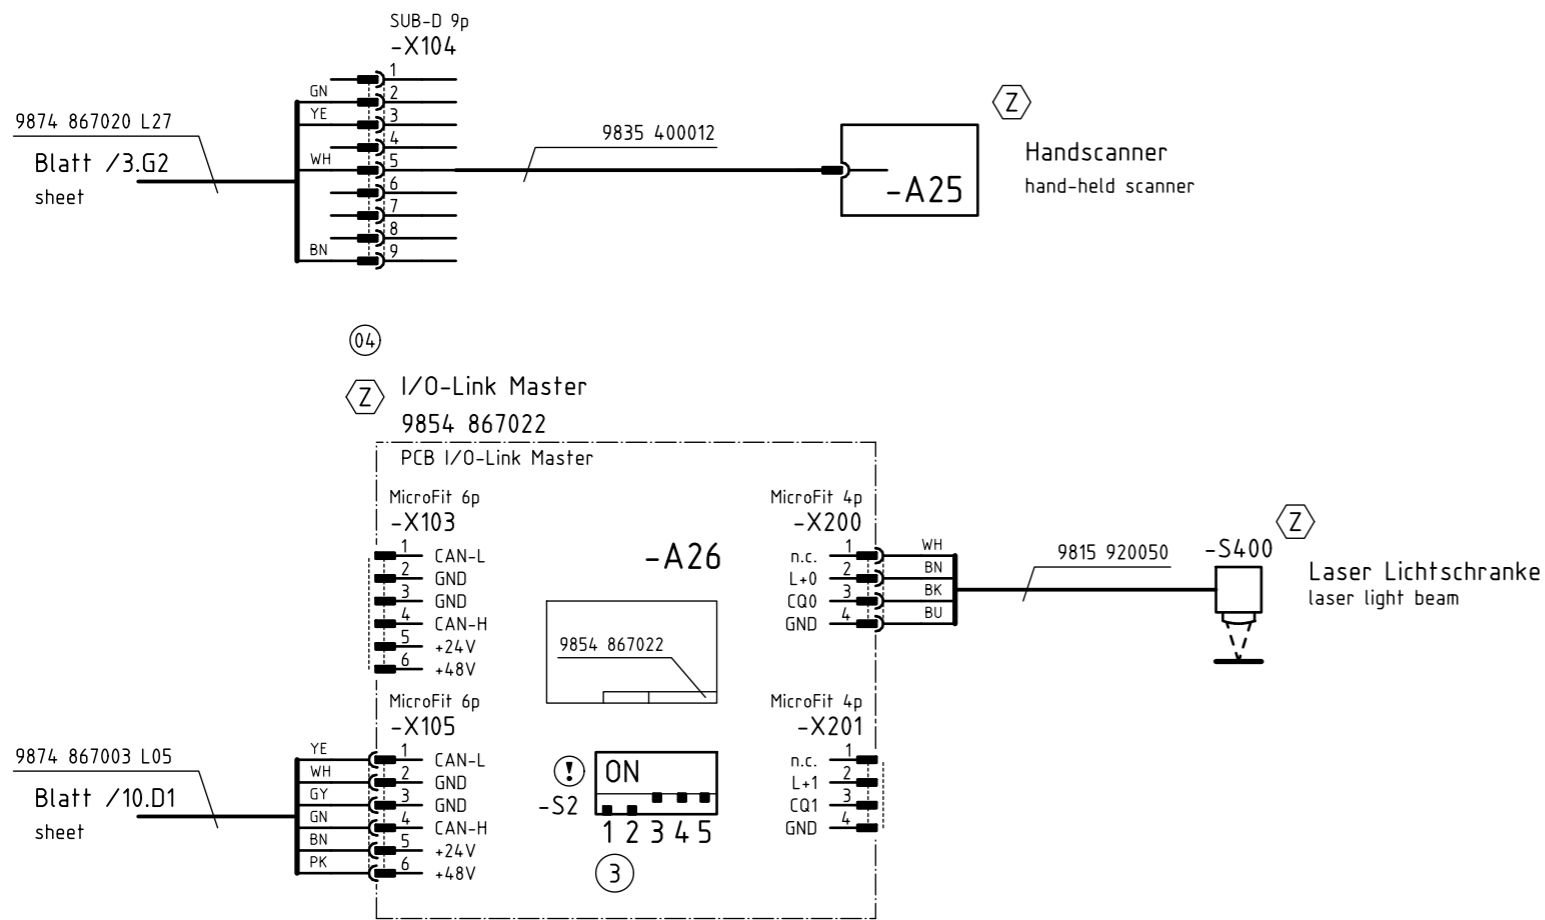 SUB-D 9p
-X104
1
GN 2
YE 3
4
WH 5
6
7
8
BN 9
9874 867020 L27
Blatt /3.G2
sheet
9835 400012
Z
-A25
Handscanner
hand-held scanner
04
Z
I/O-Link Master
9854 867022
PCB I/O-Link Master
MicroFit 6p
-X103
1 CAN-L
2 GND
3 GND
4 CAN-H
5 +24V
6 +48V
-A26
9854 867022
MicroFit 4p
-X200
n.c. 1 WH
L+0 2 BN
CQ0 3 BK
GND 4 BU
9815 920050
-S400
Z
Laser Lichtschranke
laser light beam
MicroFit 6p
-X105
YE 1 CAN-L
WH 2 GND
GY 3 GND
GN 4 CAN-H
BN 5 +24V
PK 6 +48V
9874 867003 L05
Blatt /10.D1
sheet
!
-S2
ON
1 2 3 4 5
3
MicroFit 4p
-X201
n.c. 1
L+1 2
CQ1 3
GND 4